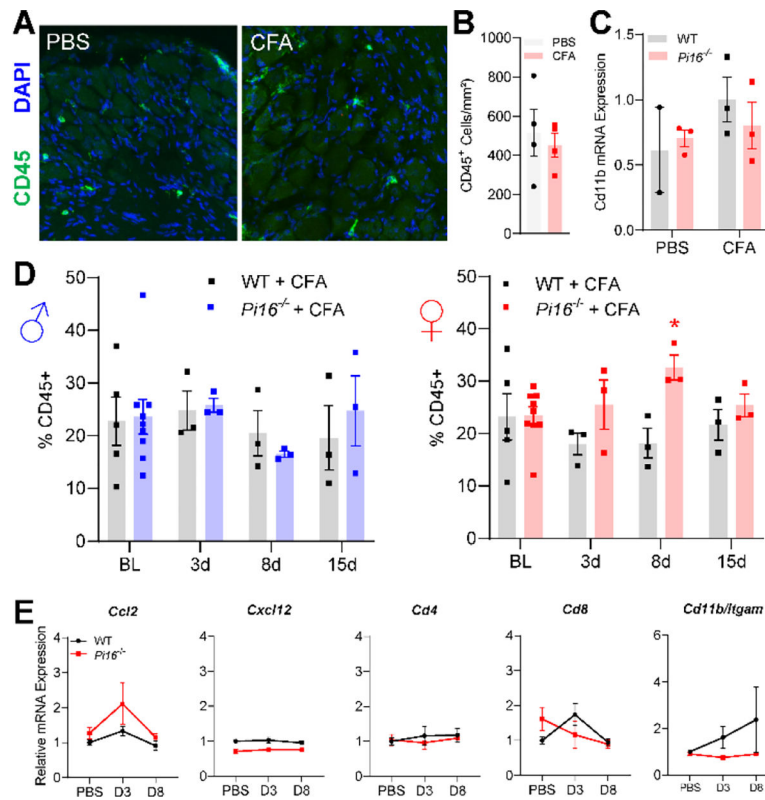 A
PBS
CFA
CD45 DAPI
B
PBS
CFA
CD45+ Cells/mm²
1000
800
600
400
200
0
C
WT
Pi16-/-
Cd11b mRNA Expression
1.5
1.0
0.5
0.0
PBS CFA
D
♂
WT + CFA
Pi16-/- + CFA
% CD45+
50
40
30
20
10
0
BL 3d 8d 15d
♀
WT + CFA
Pi16-/- + CFA
*
% CD45+
50
40
30
20
10
0
BL 3d 8d 15d
E
Relative mRNA Expression
Ccl2
WT
Pi16-/-
4
3
2
1
0
PBS D3 D8
Cxcl12
4
3
2
1
0
PBS D3 D8
Cd4
4
3
2
1
0
PBS D3 D8
Cd8
4
3
2
1
0
PBS D3 D8
Cd11b/Itgam
6
4
2
0
PBS D3 D8